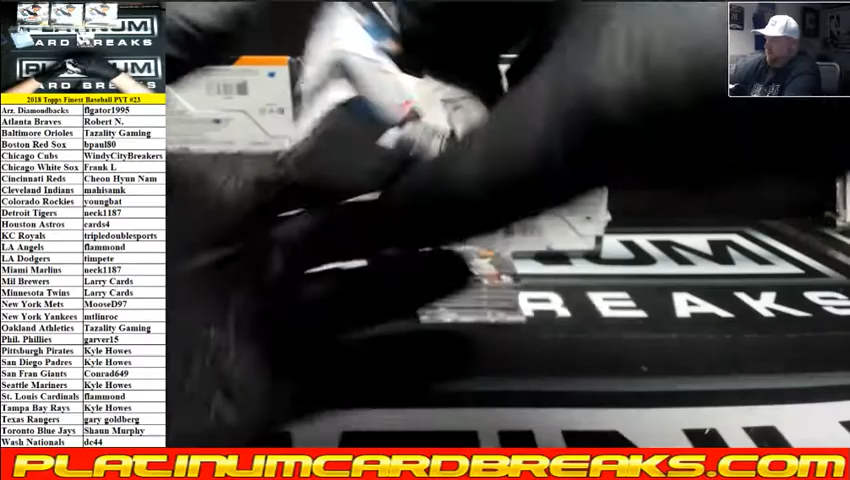 PLATINUM
CARD BREAKS
PLATINUM
CARD BREAKS
2018 Topps Finest Baseball PYT #23
Arz. Diamondbacks flgator1995
Atlanta Braves Robert N.
Baltimore Orioles Tazality Gaming
Boston Red Sox bpaul80
Chicago Cubs WindyCityBreakers
Chicago White Sox Frank L
Cincinnati Reds Cheon Hyun Nam
Cleveland Indians mahisamk
Colorado Rockies youngbat
Detroit Tigers neck1187
Houston Astros cards4
KC Royals tripledoublesports
LA Angels flammond
LA Dodgers timpete
Miami Marlins neck1187
Mil Brewers Larry Cards
Minnesota Twins Larry Cards
New York Mets MooseD97
New York Yankees mtlinroc
Oakland Athletics Tazality Gaming
Phil. Phillies garver15
Pittsburgh Pirates Kyle Howes
San Diego Padres Kyle Howes
San Fran Giants Conrad649
Seattle Mariners Kyle Howes
St. Louis Cardinals flammond
Tampa Bay Rays Kyle Howes
Texas Rangers gary goldberg
Toronto Blue Jays Shaun Murphy
Wash Nationals dc44
NUM
BREAKS
PLATINUMCARDBREAKS.COM